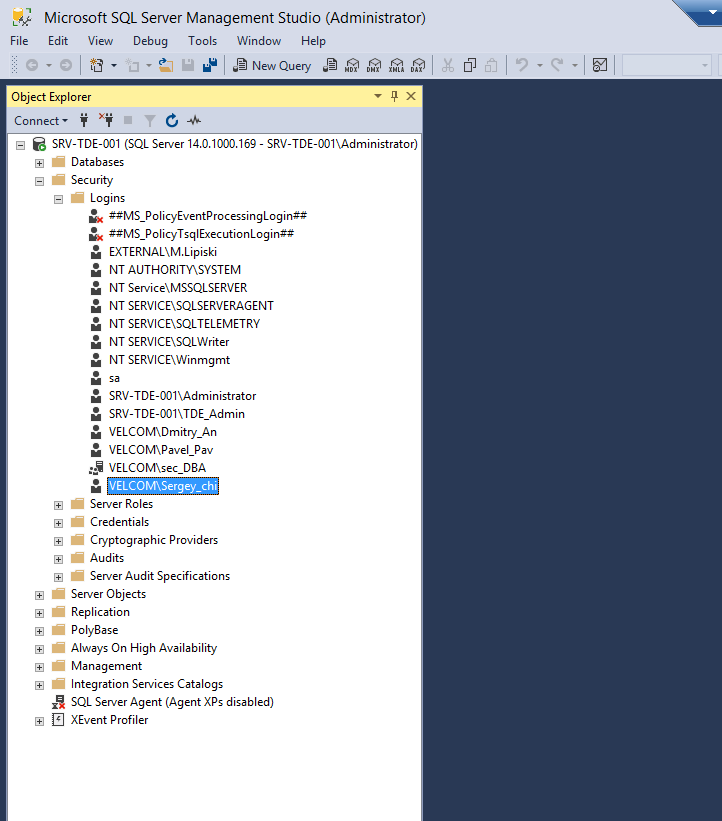 Microsoft SQL Server Management Studio (Administrator)
File Edit View Debug Tools Window Help
New Query MDX DMX XMLA DAX
Object Explorer
Connect
SRV-TDE-001 (SQL Server 14.0.1000.169 - SRV-TDE-001\Administrator)
Databases
Security
Logins
##MS_PolicyEventProcessingLogin##
##MS_PolicyTsqlExecutionLogin##
EXTERNAL\M.Lipiski
NT AUTHORITY\SYSTEM
NT Service\MSSQLSERVER
NT SERVICE\SQLSERVERAGENT
NT SERVICE\SQLTELEMETRY
NT SERVICE\SQLWriter
NT SERVICE\Winmgmt
sa
SRV-TDE-001\Administrator
SRV-TDE-001\TDE_Admin
VELCOM\Dmitry_An
VELCOM\Pavel_Pav
VELCOM\sec_DBA
VELCOM\Sergey_chi
Server Roles
Credentials
Cryptographic Providers
Audits
Server Audit Specifications
Server Objects
Replication
PolyBase
Always On High Availability
Management
Integration Services Catalogs
SQL Server Agent (Agent XPs disabled)
XEvent Profiler